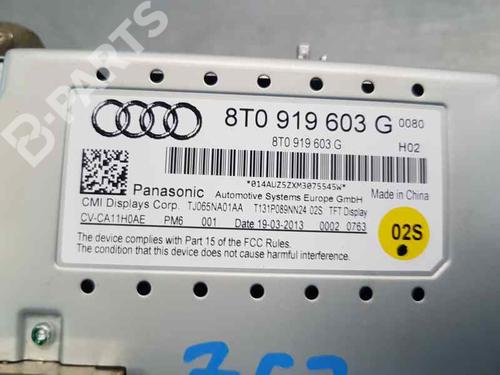 B-PARTS
8T0 919 603 G 0080
8T0 919 603 G H02
*014AUZ5ZXM3075545W*
Panasonic Automotive Systems Europe GmbH Made in China
CMI Displays Corp. TJ065NA01AA T131P089NN24 02S TFT Display
CV-CA11H0AE PM6 001 Date 19-03-2013 0002 0763
The device complies with Part 15 of the FCC Rules.
The condition that this device does not cause harmful interference.
02S